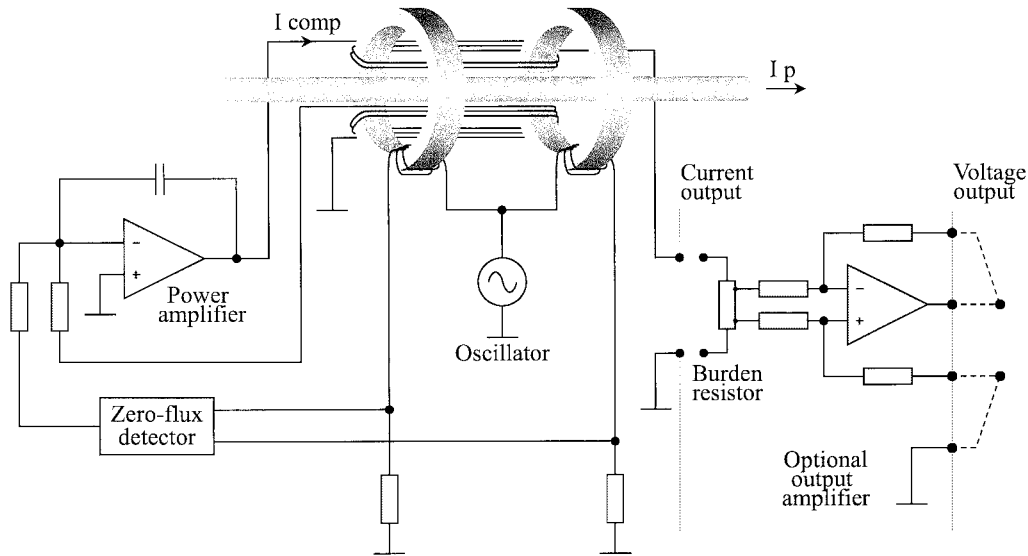 I comp
I p
Current
output
Voltage
output
−
+
Power
amplifier
Oscillator
−
+
Burden
resistor
Zero-flux
detector
Optional
output
amplifier